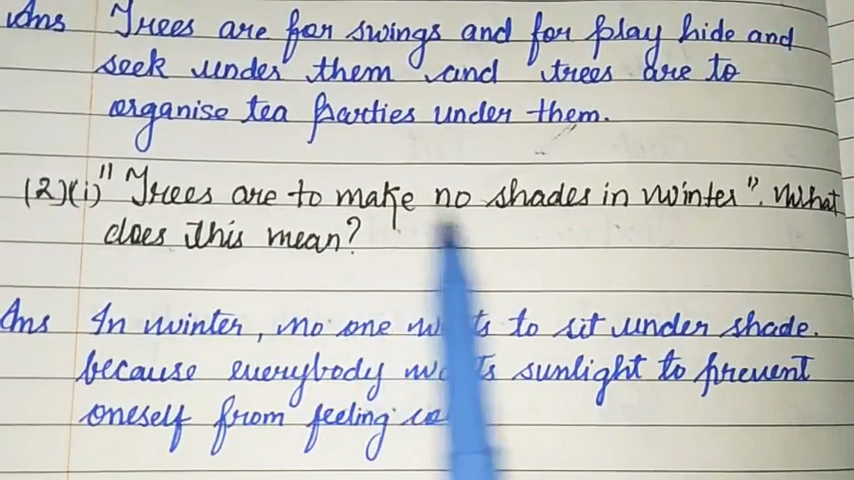 Ans Trees are for swings and for play hide and
seek under them and trees are to
organise tea parties under them.
(2)(i) "Trees are to make no shades in winter". What
does this mean?
Ans In winter, no one to sit under shade.
because everybody sunlight to prevent
oneself from feeling